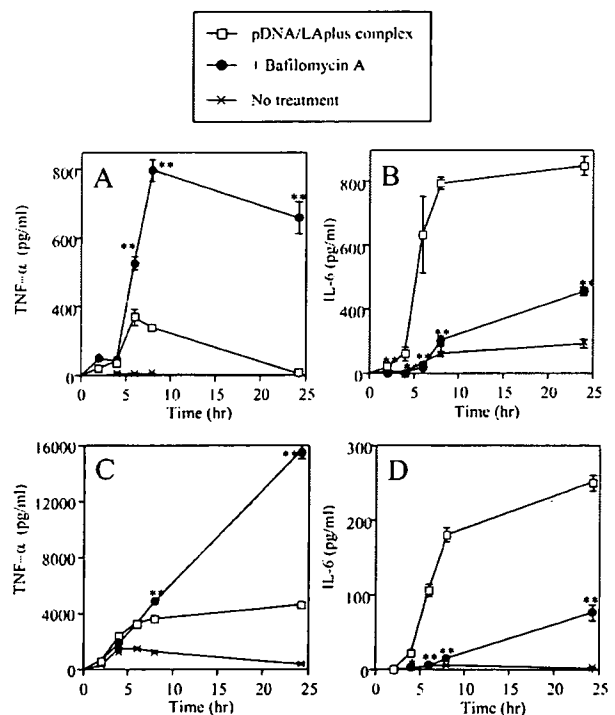 pDNA/LAplus complex
+ Bafilomycin A
No treatment
A
800
600
400
0
TNF-α (pg/ml)
**
**
**
0 5 10 15 20 25
Time (hr)
B
800
600
400
0
IL-6 (pg/ml)
**
**
**
**
**
0 5 10 15 20 25
Time (hr)
C
16000
12000
8000
4000
0
TNF-α (pg/ml)
**
**
0 5 10 15 20 25
Time (hr)
D
300
200
100
0
IL-6 (pg/ml)
**
**
**
0 5 10 15 20 25
Time (hr)